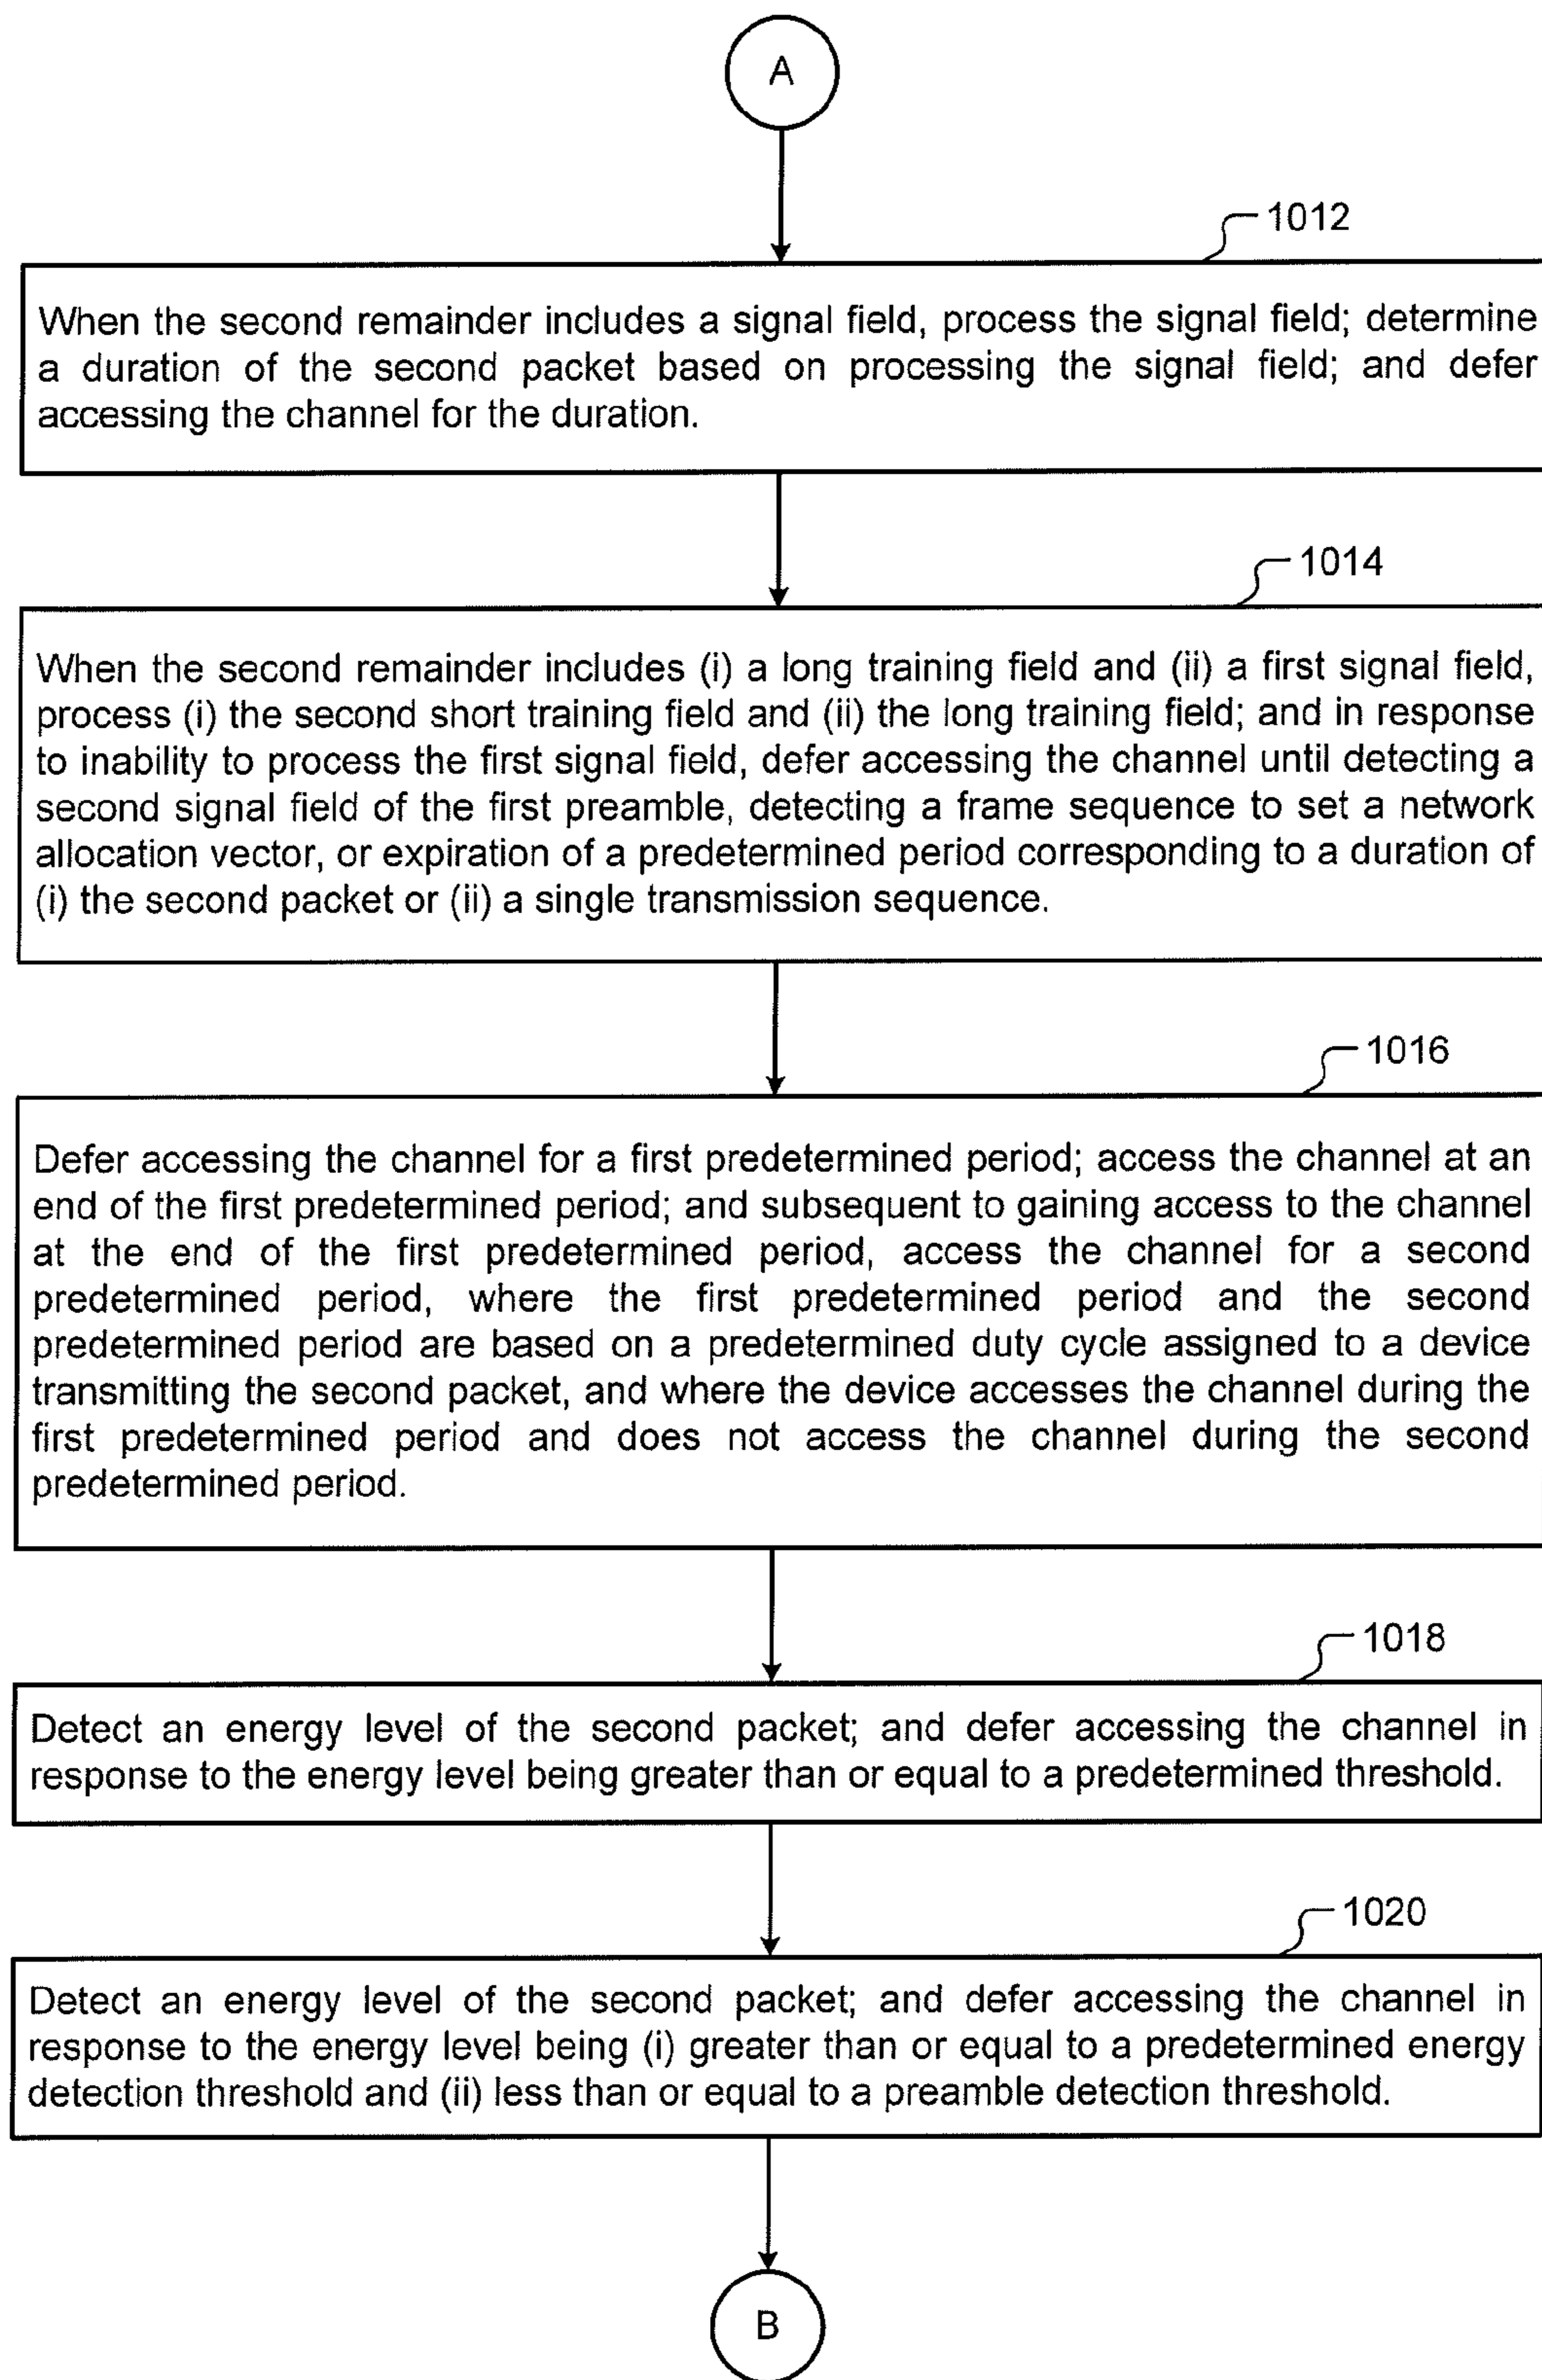 A
1012
When the second remainder includes a signal field, process the signal field; determine
a duration of the second packet based on processing the signal field; and defer
accessing the channel for the duration.
1014
When the second remainder includes (i) a long training field and (ii) a first signal field,
process (i) the second short training field and (ii) the long training field; and in response
to inability to process the first signal field, defer accessing the channel until detecting a
second signal field of the first preamble, detecting a frame sequence to set a network
allocation vector, or expiration of a predetermined period corresponding to a duration of
(i) the second packet or (ii) a single transmission sequence.
1016
Defer accessing the channel for a first predetermined period; access the channel at an
end of the first predetermined period; and subsequent to gaining access to the channel
at the end of the first predetermined period, access the channel for a second
predetermined period, where the first predetermined period and the second
predetermined period are based on a predetermined duty cycle assigned to a device
transmitting the second packet, and where the device accesses the channel during the
first predetermined period and does not access the channel during the second
predetermined period.
1018
Detect an energy level of the second packet; and defer accessing the channel in
response to the energy level being greater than or equal to a predetermined threshold.
1020
Detect an energy level of the second packet; and defer accessing the channel in
response to the energy level being (i) greater than or equal to a predetermined energy
detection threshold and (ii) less than or equal to a preamble detection threshold.
B